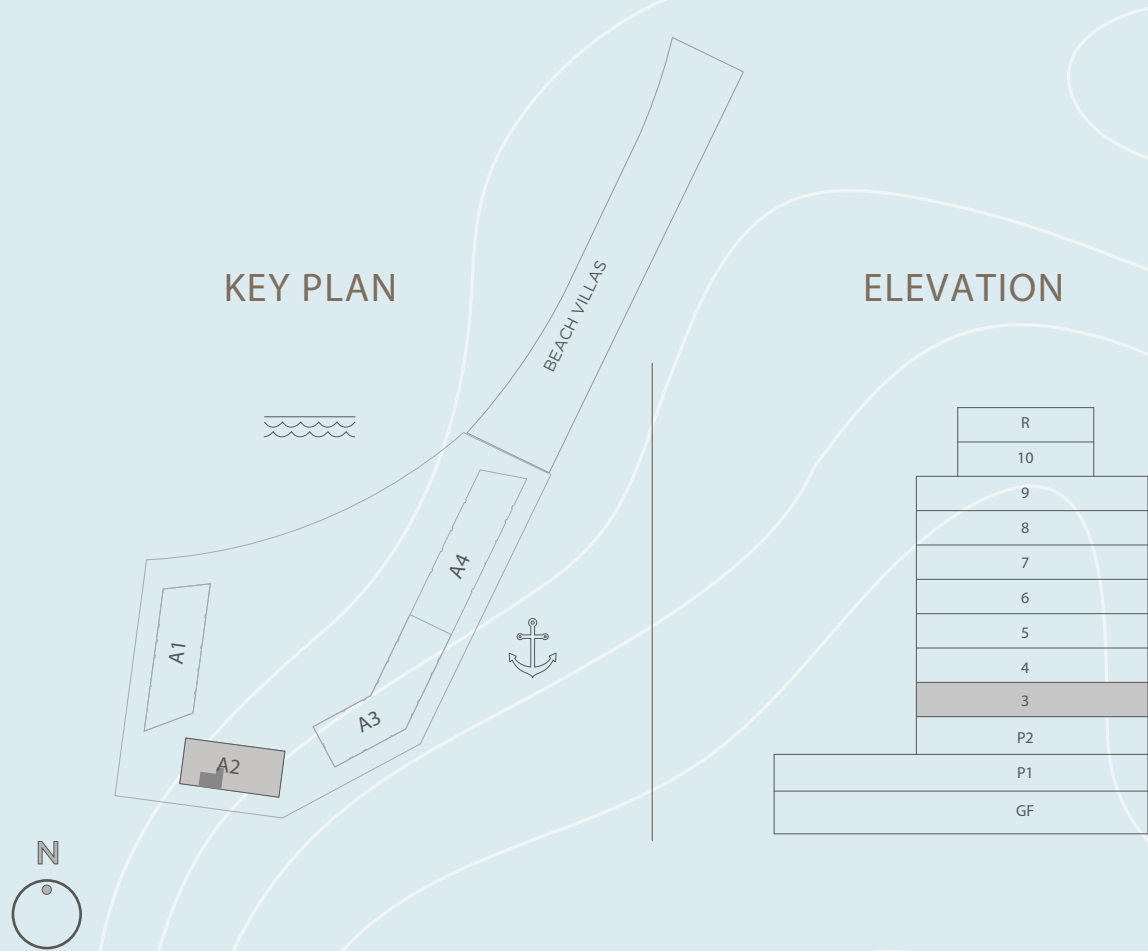 KEY PLAN
ELEVATION
BEACH VILLAS
A4
A1
A3
A2
N
R
10
9
8
7
6
5
4
3
P2
P1
GF